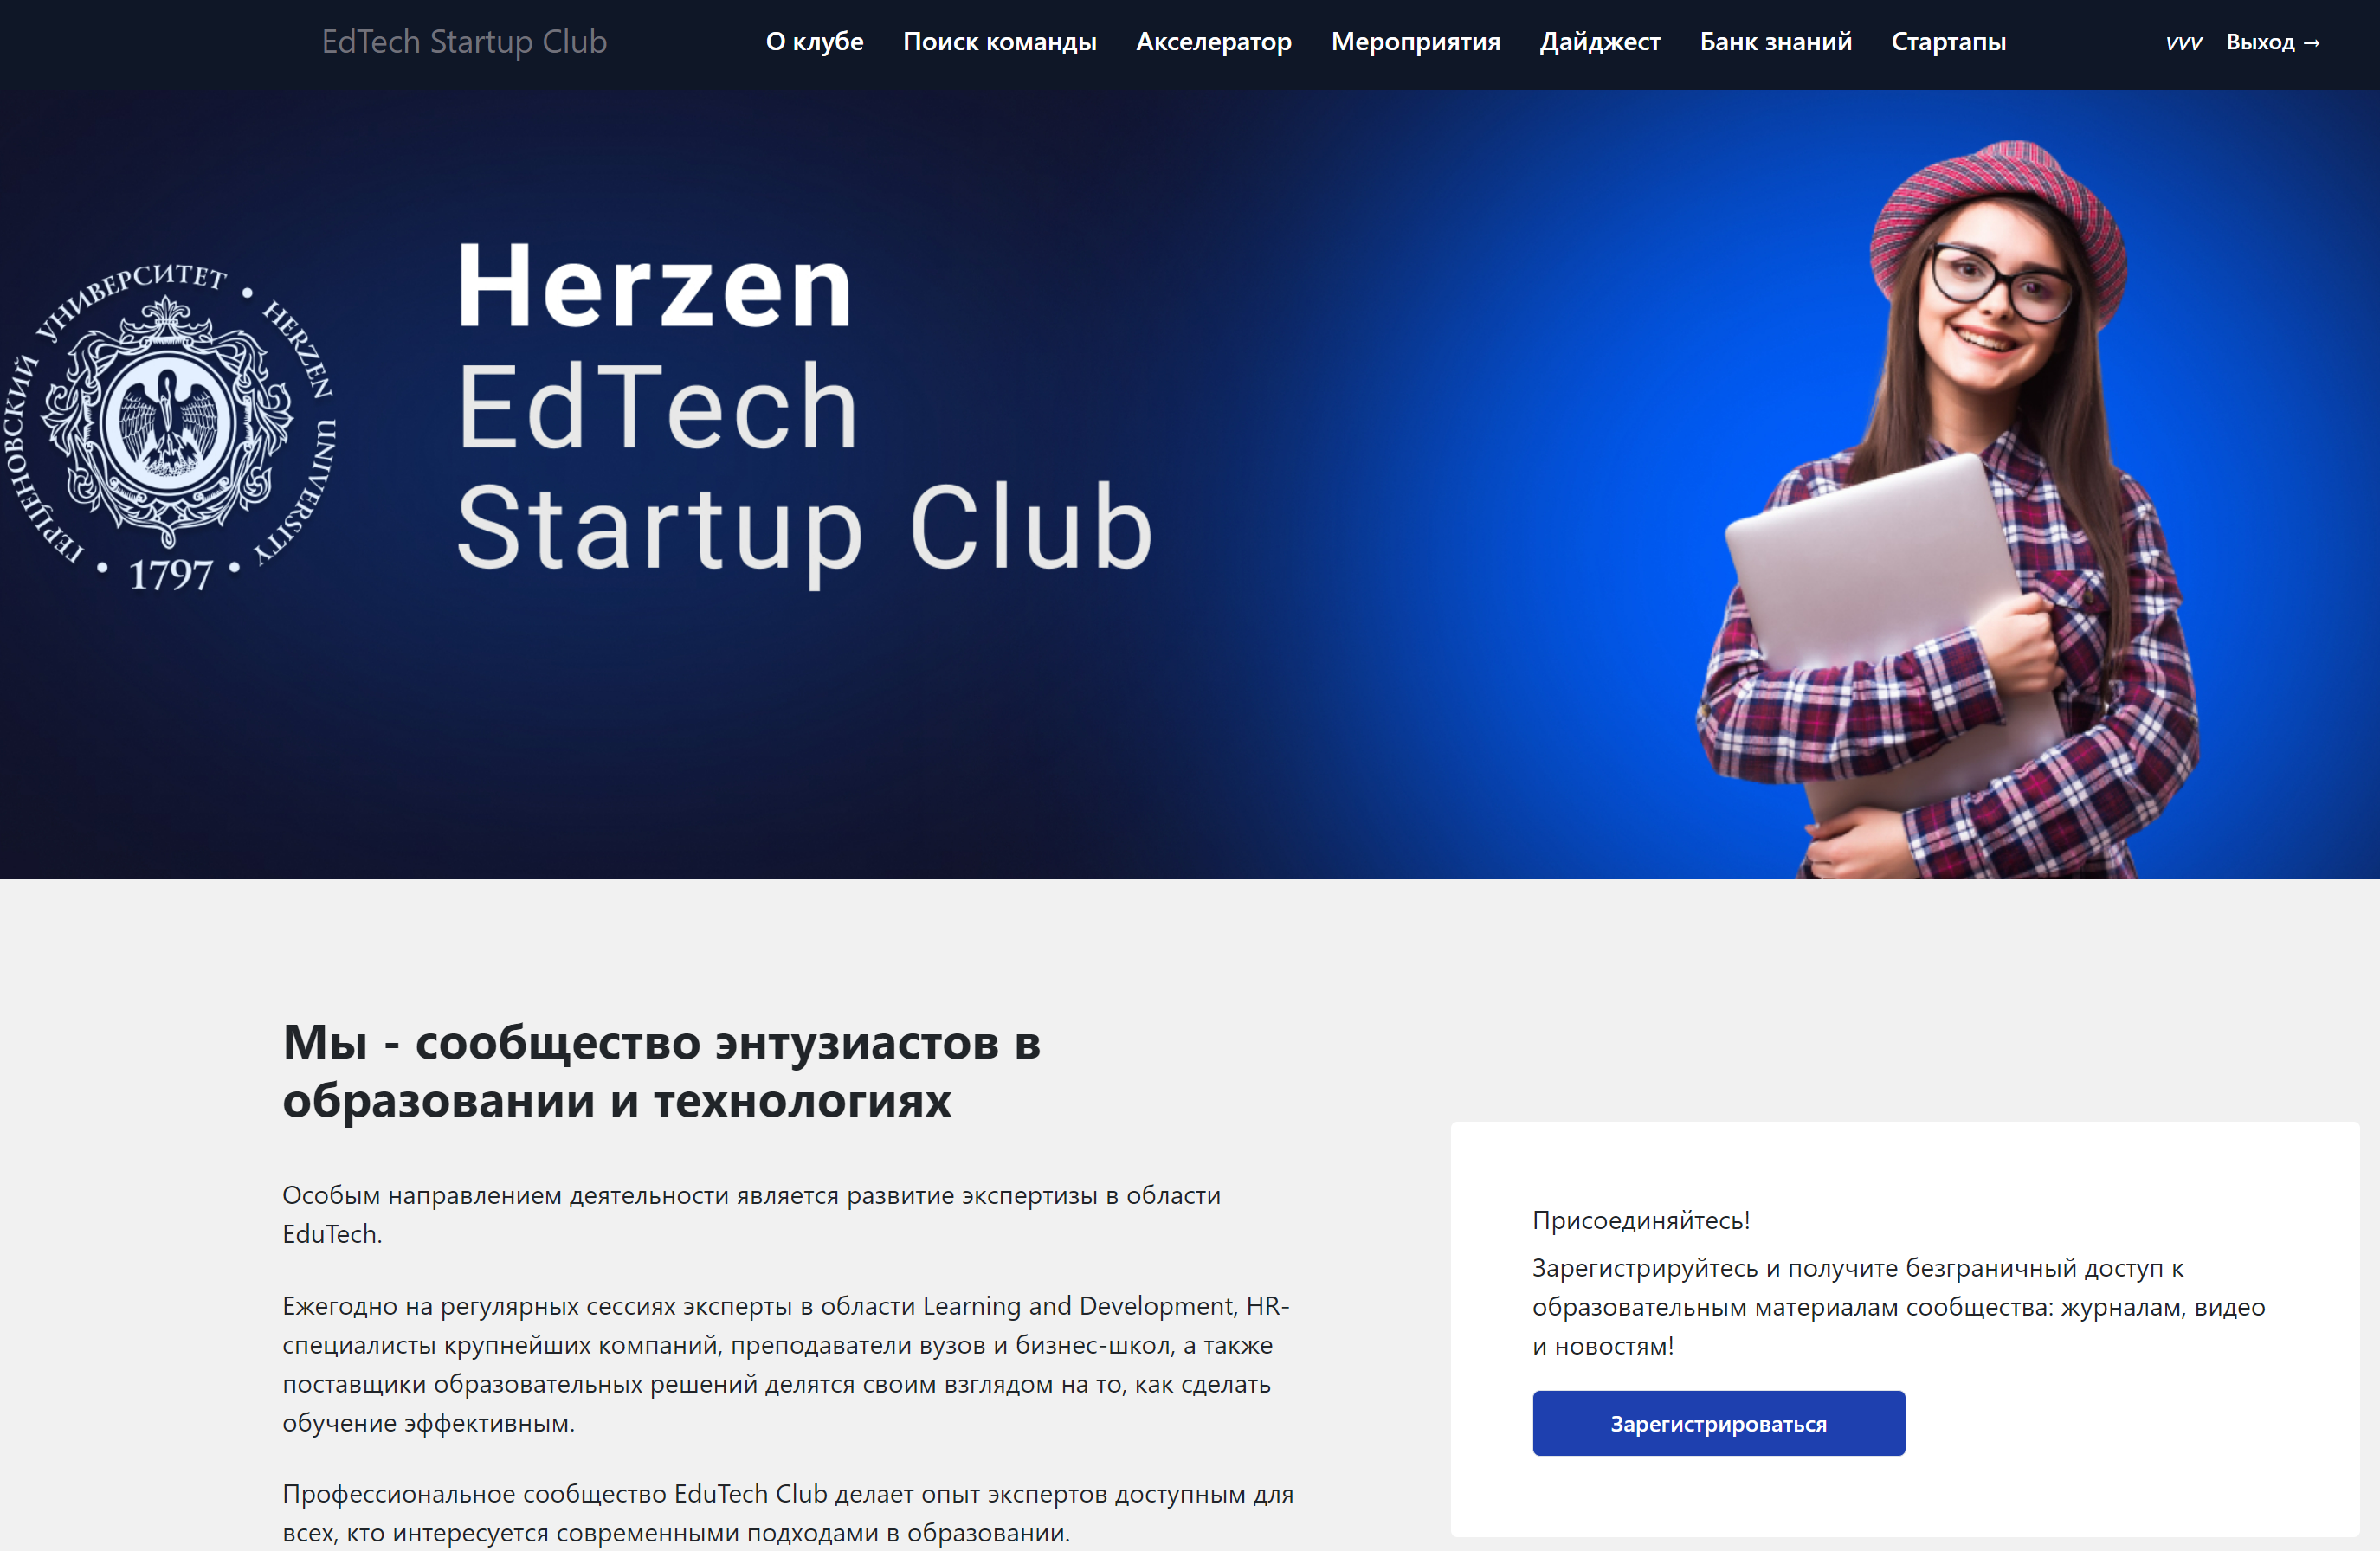 EdTech Startup Club
О клубе Поиск команды Акселератор Мероприятия Дайджест Банк знаний Стартапы
vvv Выход →
ГЕРЦЕНОВСКИЙ УНИВЕРСИТЕТ • HERZEN UNIVERSITY • 1797 •
Herzen
EdTech
Startup Club
Мы - сообщество энтузиастов в
образовании и технологиях
Особым направлением деятельности является развитие экспертизы в области
EduTech.
Ежегодно на регулярных сессиях эксперты в области Learning and Development, HR-
специалисты крупнейших компаний, преподаватели вузов и бизнес-школ, а также
поставщики образовательных решений делятся своим взглядом на то, как сделать
обучение эффективным.
Профессиональное сообщество EduTech Club делает опыт экспертов доступным для
всех, кто интересуется современными подходами в образовании.
Присоединяйтесь!
Зарегистрируйтесь и получите безграничный доступ к
образовательным материалам сообщества: журналам, видео
и новостям!
Зарегистрироваться